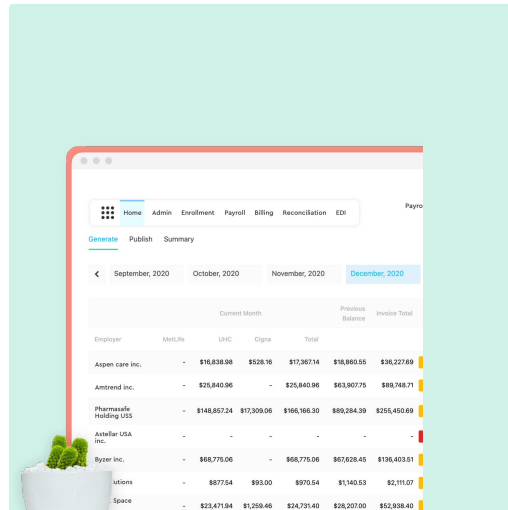 Payro
Home Admin Enrollment Payroll Billing Reconciliation EDI
Generate Publish Summary
September, 2020 October, 2020 November, 2020 December, 2020
Current Month Previous Balance Invoice Total
Employer MetLife UHC Cigna Total
Aspen care inc. - $16,838.98 $528.16 $17,367.14 $18,860.55 $36,227.69
Amtrend inc. - $25,840.96 - $25,840.96 $63,907.75 $89,748.71
Pharmasafe
Holding USS - $148,857.24 $17,309.06 $166,166.30 $89,284.39 $255,450.69
Astellar USA
inc. - - - - - -
Byzer inc. - $68,775.06 - $68,775.06 $67,628.45 $136,403.51
utions - $877.54 $93.00 $970.54 $1,140.53 $2,111.07
Space
- $23,471.94 $1,259.46 $24,731.40 $28,207.00 $52,938.40